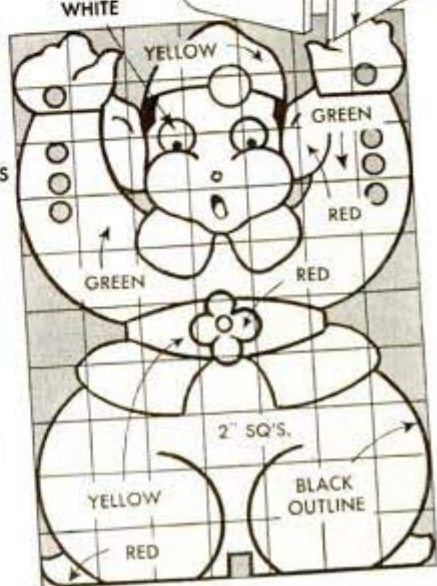 WHITE
YELLOW
GREEN
S
RED
GREEN
RED
2" SQ'S.
YELLOW
BLACK
OUTLINE
RED